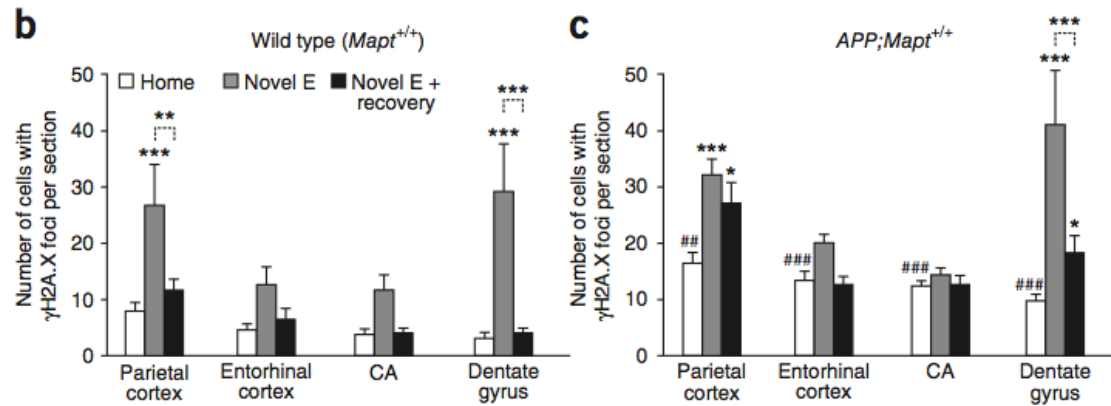 b
Wild type (Mapt+/+)
Number of cells with
γH2A.X foci per section
50
40
30
20
10
0
Home
Novel E
Novel E +
recovery
***
**
***
***
Parietal
cortex
Entorhinal
cortex
CA
Dentate
gyrus
c
APP;Mapt+/+
Number of cells with
γH2A.X foci per section
50
40
30
20
10
0
##
***
*
###
###
###
***
***
*
Parietal
cortex
Entorhinal
cortex
CA
Dentate
gyrus